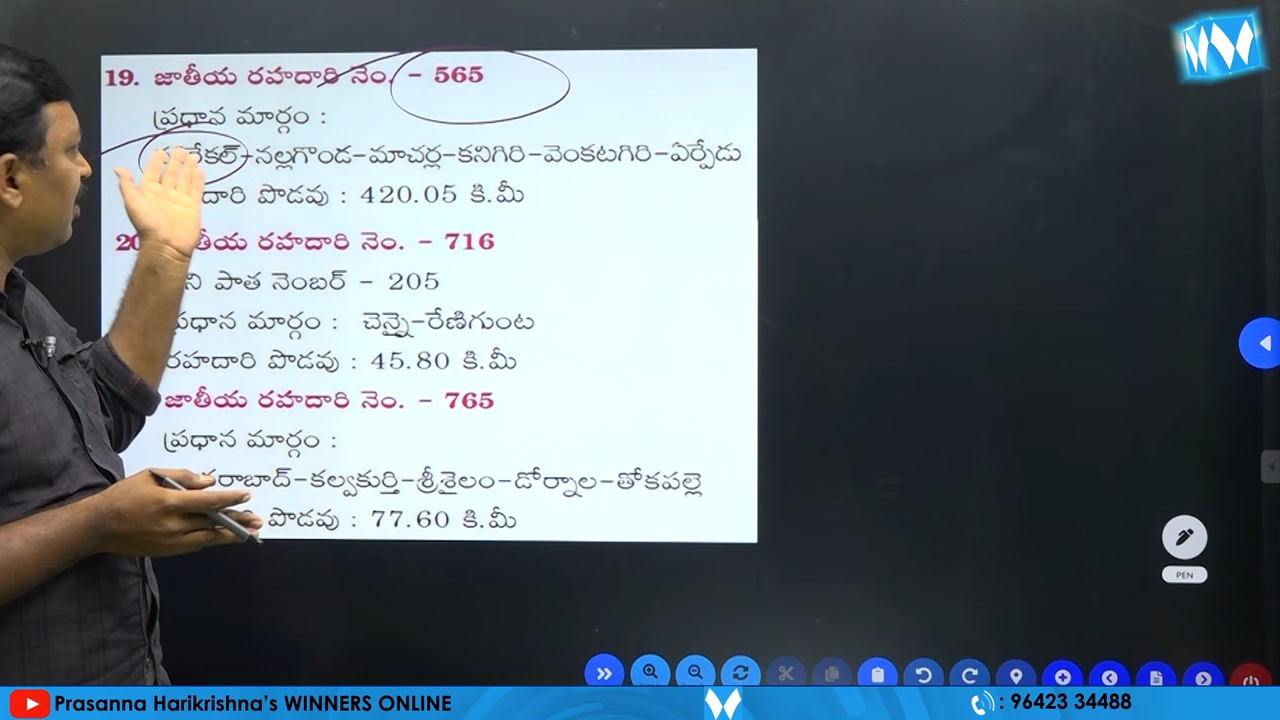 19. జాతీయ రహదారి నెం. - 565
ప్రధాన మార్గం :
-నల్లగొండ-మాచర్ల-కనిగిరి-వెంకటగిరి-ఏర్పేడు
పొడవు : 420.05 కి.మీ
రహదారి నెం. - 716
పాత నెంబర్ - 205
ప్రధాన మార్గం : చెన్నై-రేణిగుంట
రహదారి పొడవు : 45.80 కి.మీ
జాతీయ రహదారి నెం. - 765
ప్రధాన మార్గం :
-కల్వకుర్తి-శ్రీశైలం-డోర్నాల-తోకపల్లె
పొడవు : 77.60 కి.మీ
PEN
Prasanna Harikrishna's WINNERS ONLINE
: 96423 34488